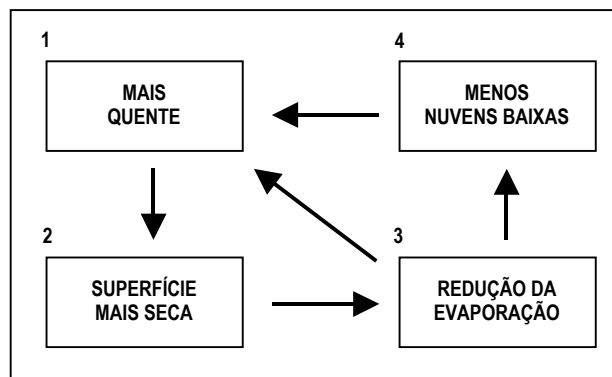 1
MAIS
QUENTE
4
MENOS
NUVENS BAIXAS
2
SUPERFÍCIE
MAIS SECA
3
REDUÇÃO DA
EVAPORAÇÃO